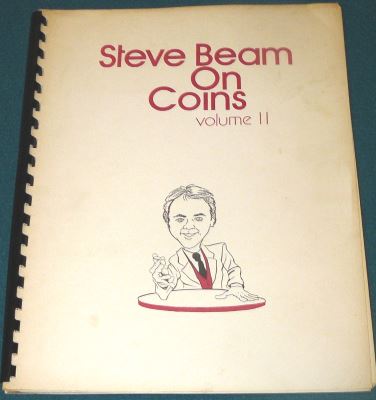 Steve Beam
On
Coins
volume II